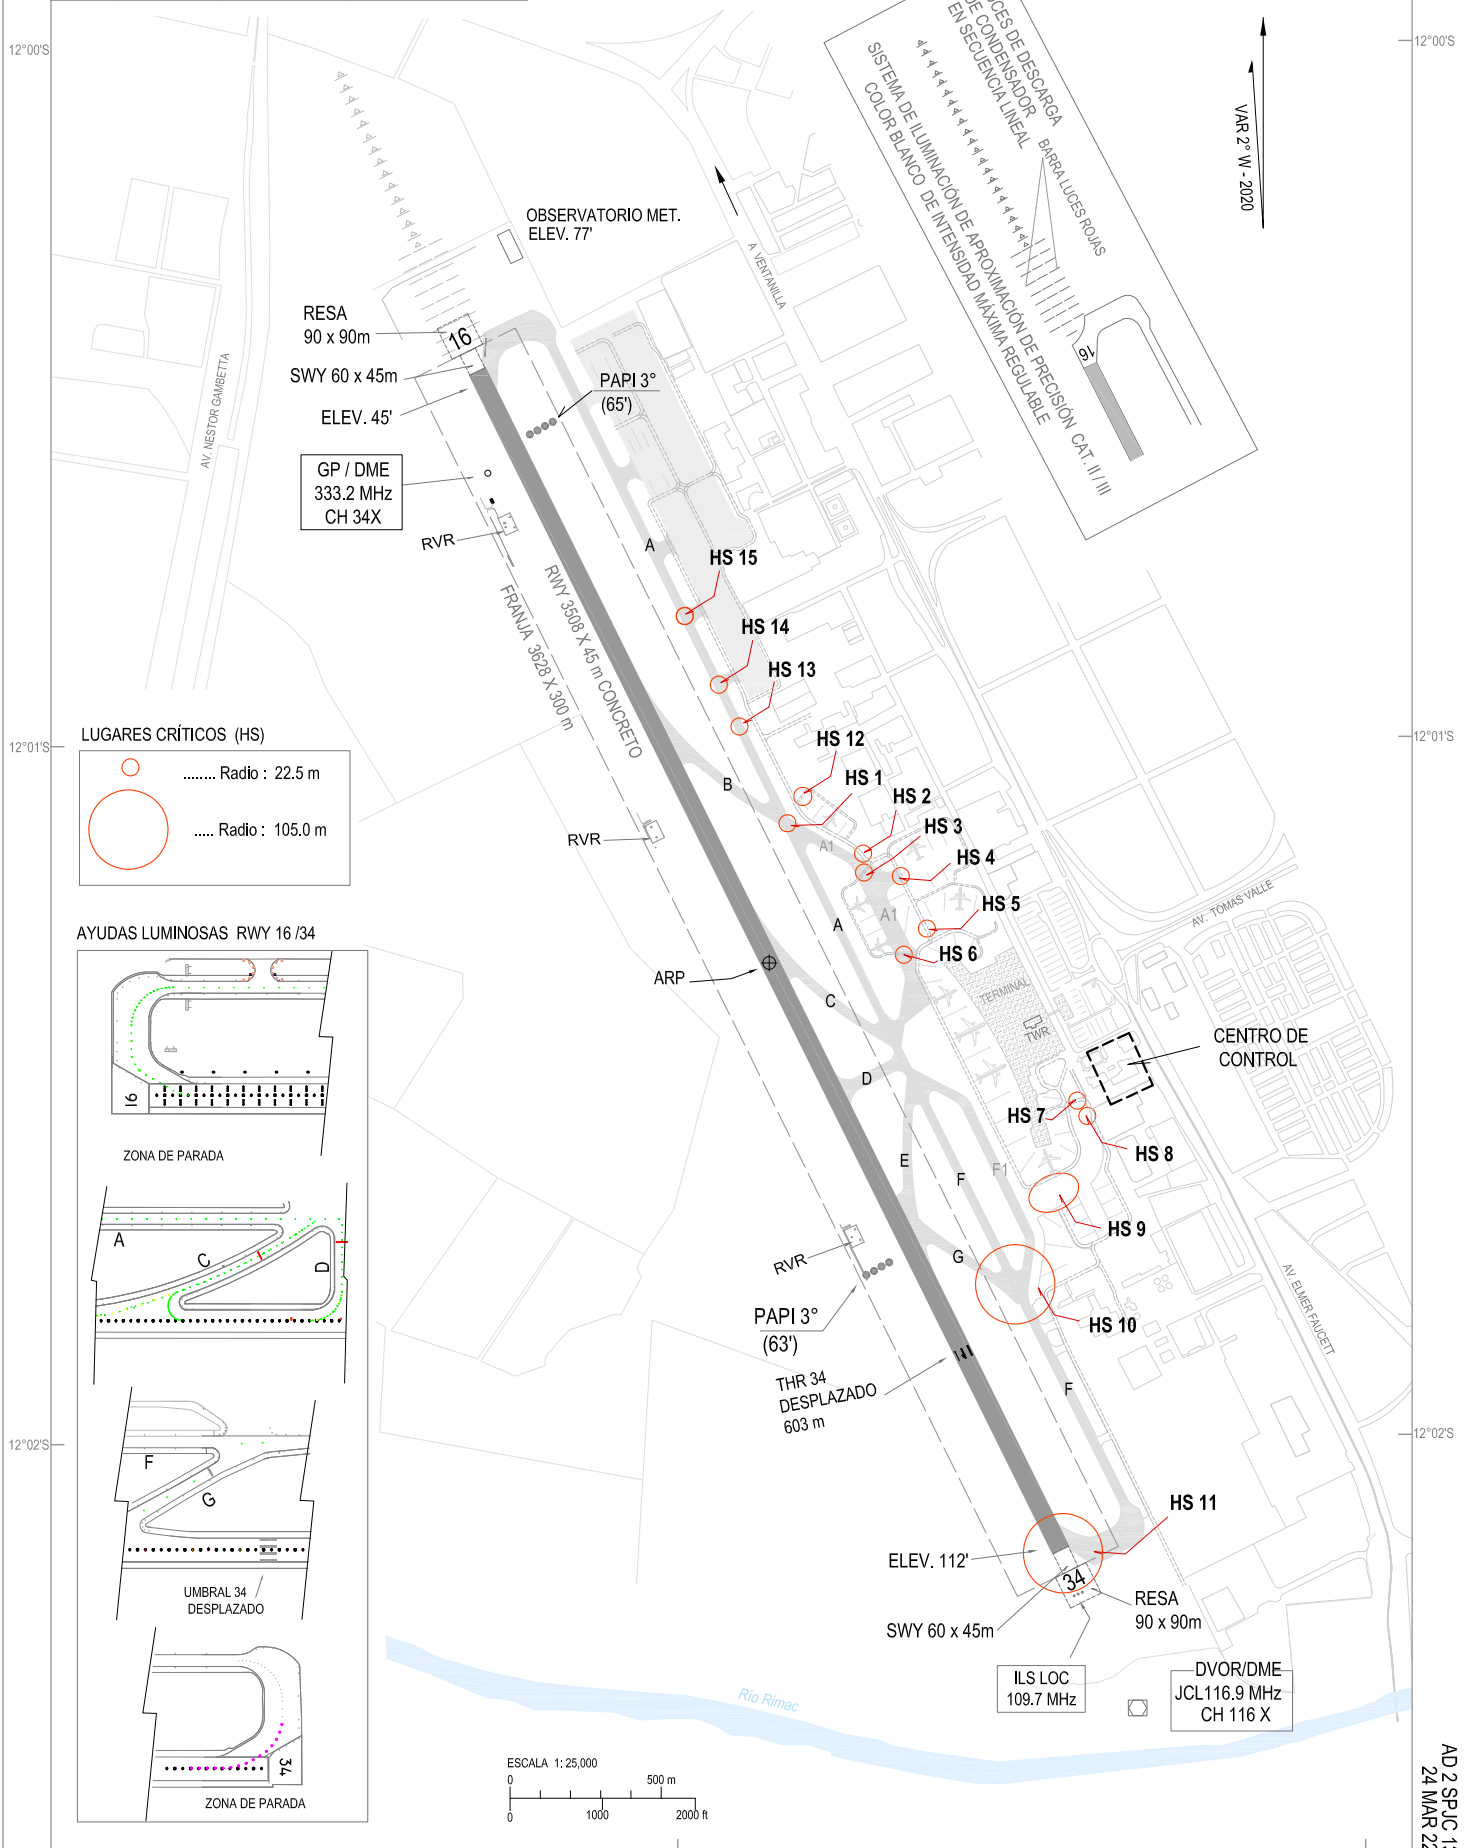 12°00'S
12°00'S
LUCES DE DESCARGA
DE CONDENSADOR
EN SECUENCIA LINEAL
BARRA LUCES ROJAS
SISTEMA DE ILUMINACIÓN DE APROXIMACIÓN DE PRECISIÓN CAT. II / III
COLOR BLANCO DE INTENSIDAD MÁXIMA REGULABLE
16
VAR 2° W - 2020
OBSERVATORIO MET.
ELEV. 77'
A VENTANILLA
RESA
90 x 90m
16
SWY 60 x 45m
ELEV. 45'
PAPI 3°
(65')
AV. NESTOR GAMBETTA
GP / DME
333.2 MHz
CH 34X
RVR
A
HS 15
FRANJA 3628 X 300 m
RWY 3508 X 45 m CONCRETO
HS 14
HS 13
12°01'S
12°01'S
LUGARES CRÍTICOS (HS)
........ Radio : 22.5 m
..... Radio : 105.0 m
HS 12
HS 1
B
HS 2
HS 3
RVR
A1
HS 4
A
A1
HS 5
AV. TOMAS VALLE
HS 6
AYUDAS LUMINOSAS RWY 16 /34
ARP
C
TERMINAL
TWR
CENTRO DE
CONTROL
D
16
HS 7
ZONA DE PARADA
HS 8
E
F
F1
HS 9
A
C
D
RVR
G
AV. ELMER FAUCETT
PAPI 3°
(63')
HS 10
THR 34
DESPLAZADO
603 m
F
12°02'S
12°02'S
F
G
HS 11
ELEV. 112'
34
UMBRAL 34
DESPLAZADO
RESA
90 x 90m
SWY 60 x 45m
ILS LOC
109.7 MHz
DVOR/DME
JCL116.9 MHz
CH 116 X
Rio Rimac
34
ZONA DE PARADA
ESCALA 1: 25,000
0 500 m
0 1000 2000 ft
24 MAR 22